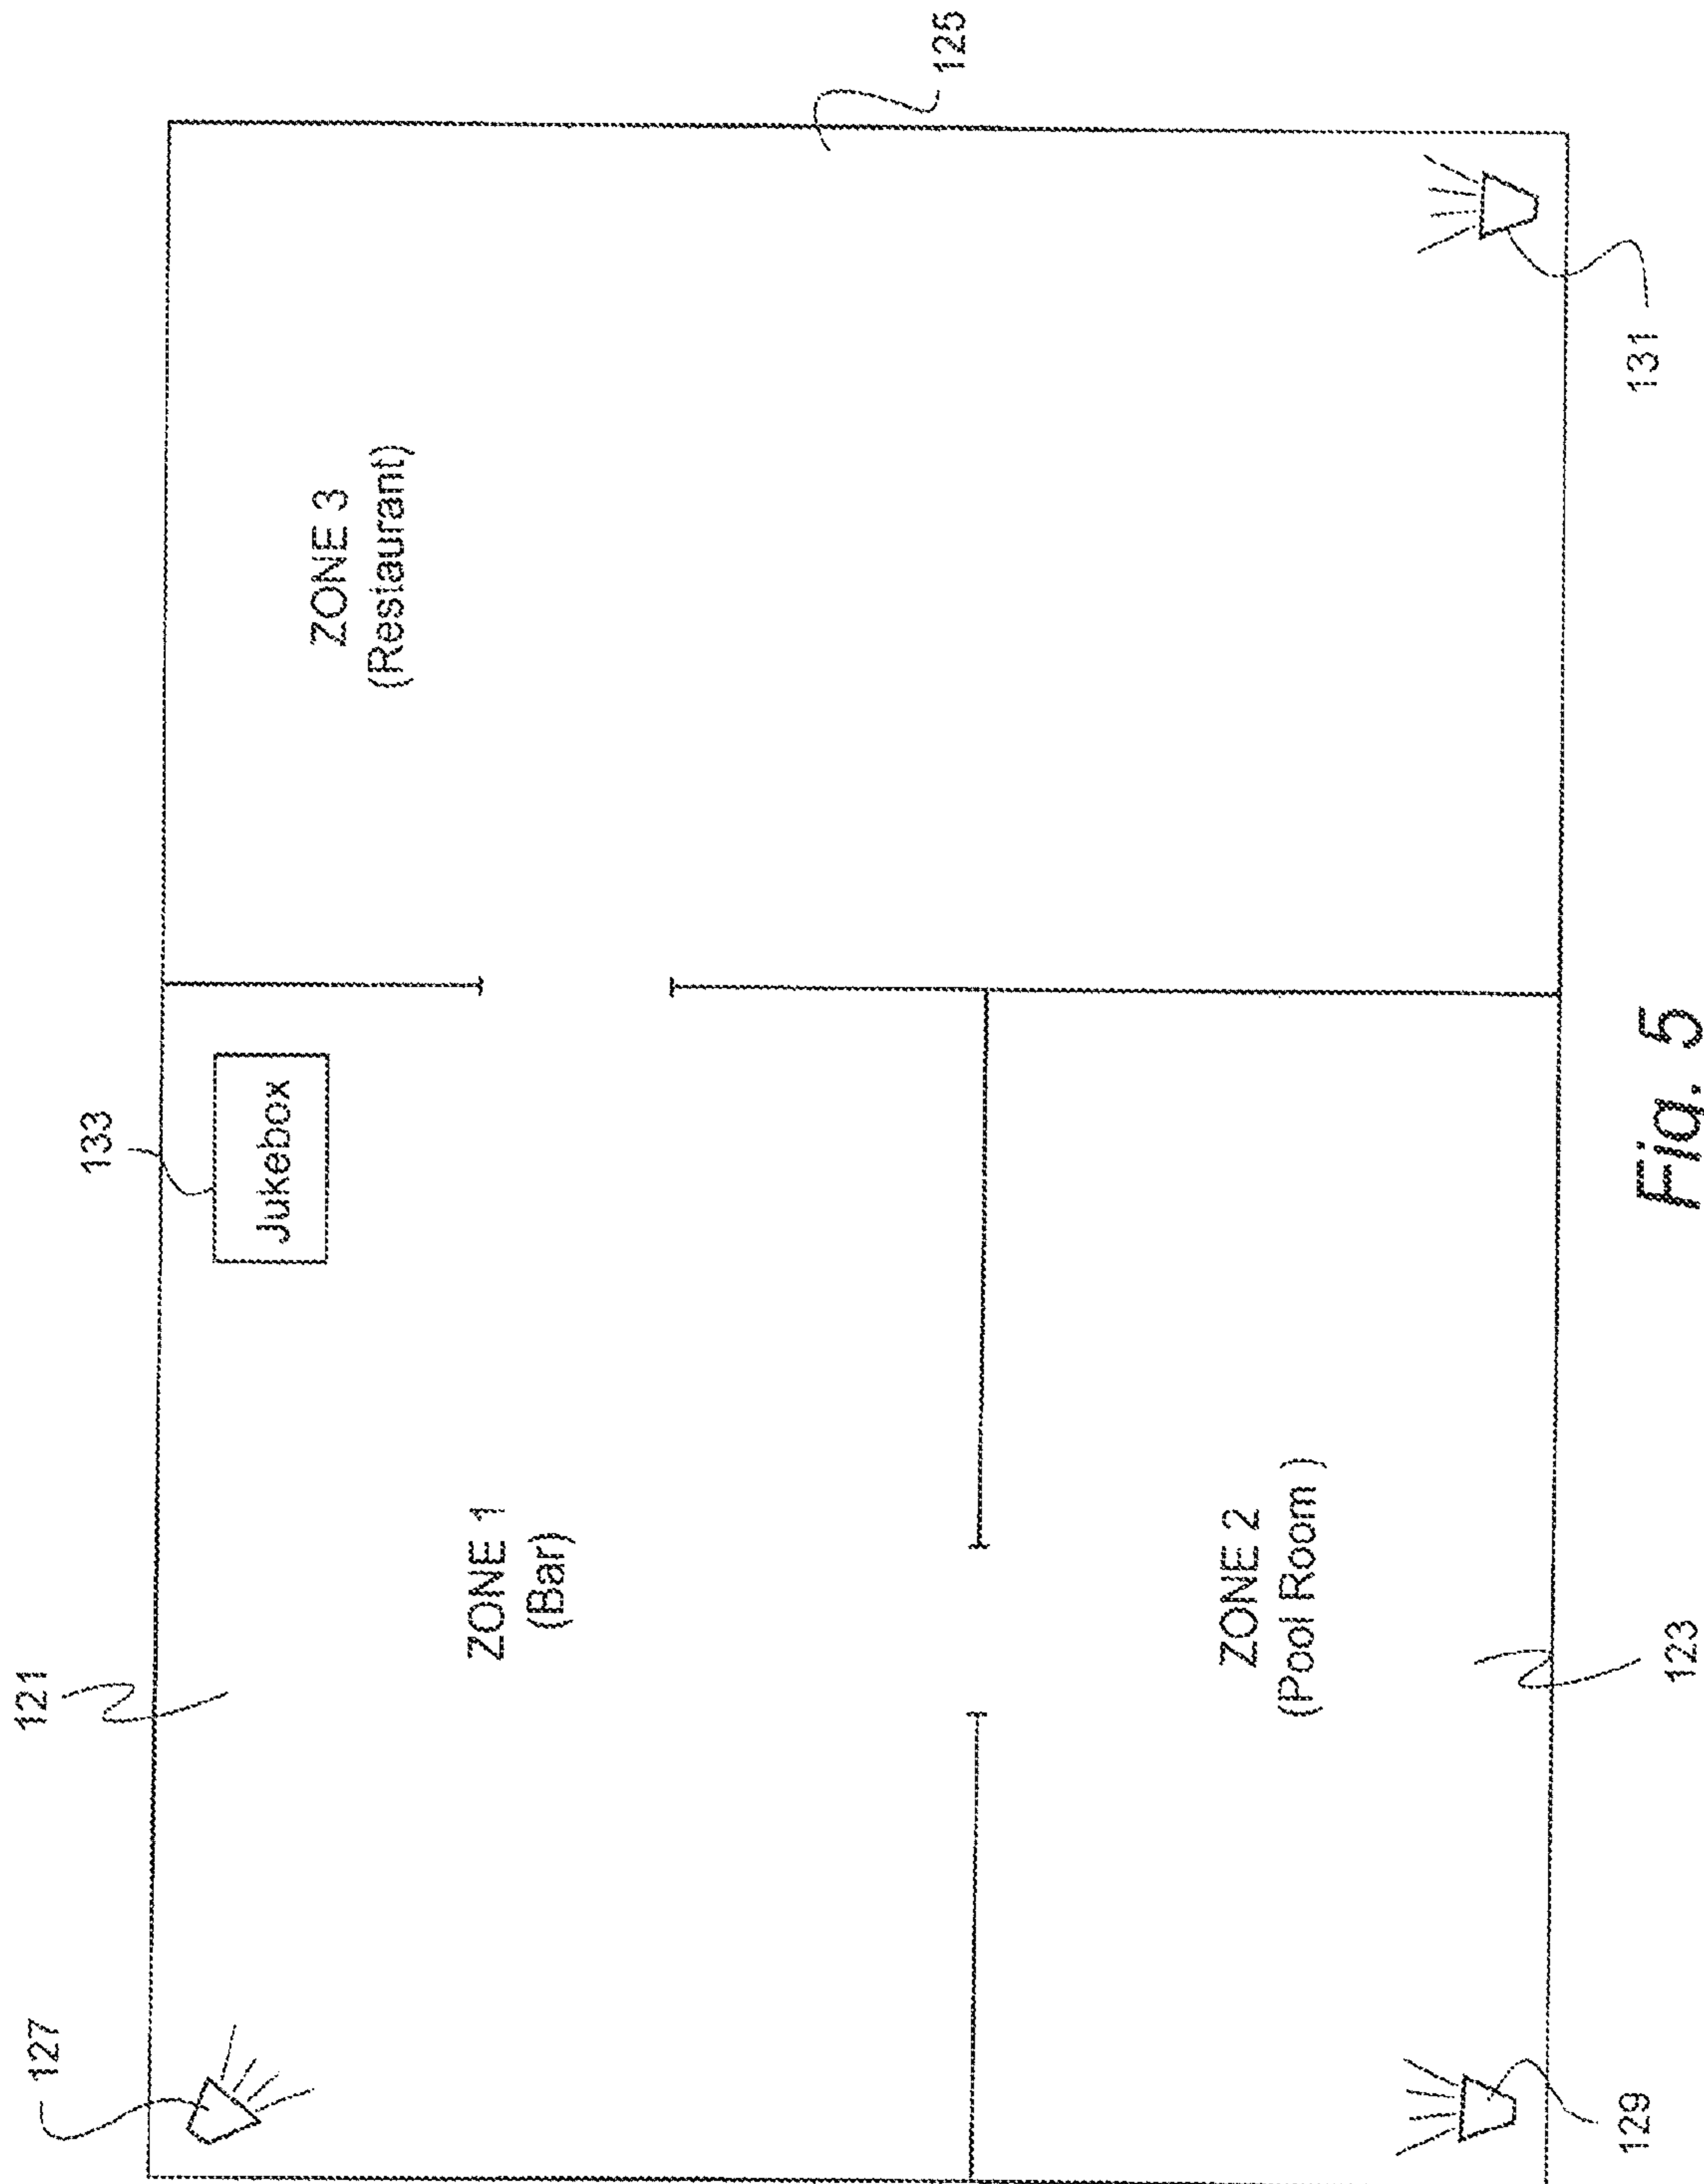 121
127
133
Jukebox
ZONE 1
(Bar)
ZONE 3
(Restaurant)
125
ZONE 2
(Pool Room )
129
123
131
Fig. 5